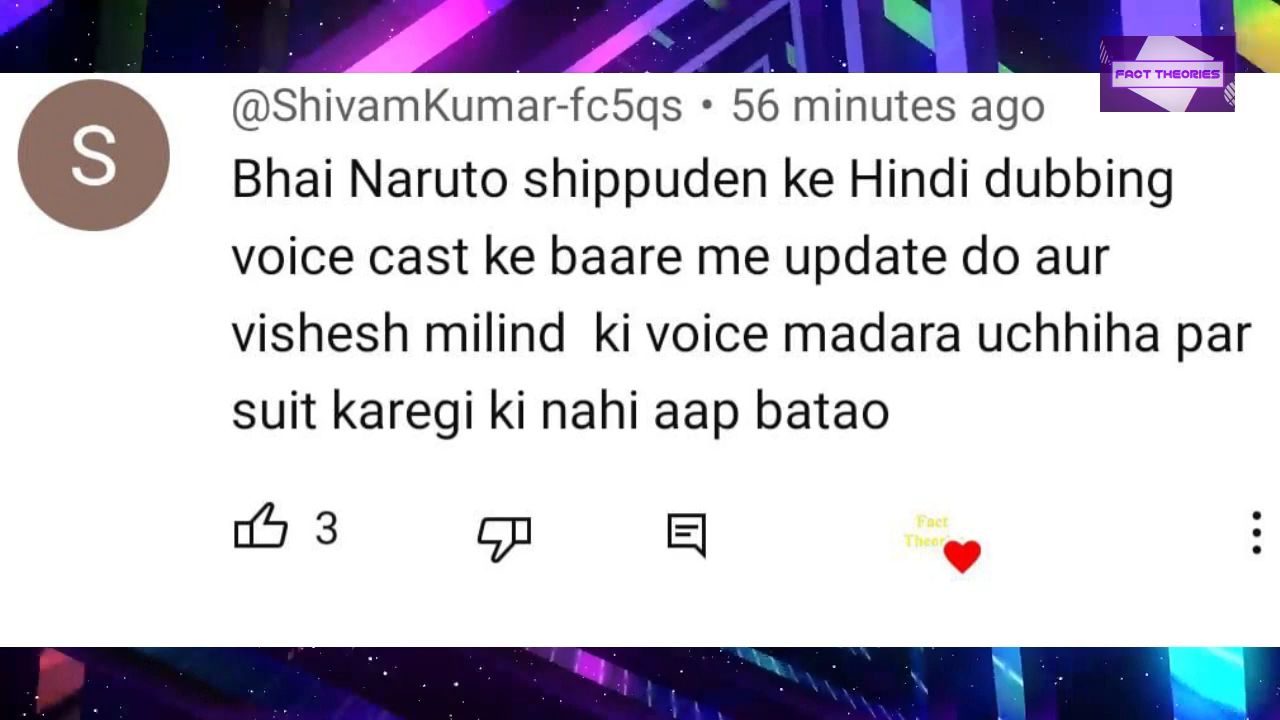 FACT THEORIES
S
@ShivamKumar-fc5qs • 56 minutes ago
Bhai Naruto shippuden ke Hindi dubbing
voice cast ke baare me update do aur
vishesh milind ki voice madara uchhiha par
suit karegi ki nahi aap batao
3
Fact